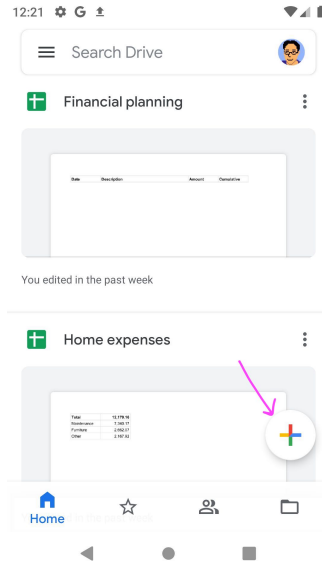 12:21
Search Drive
Financial planning
Date Description Amount Cumulative
You edited in the past week
Home expenses
Total
Maintenance
Furniture
Other
Home